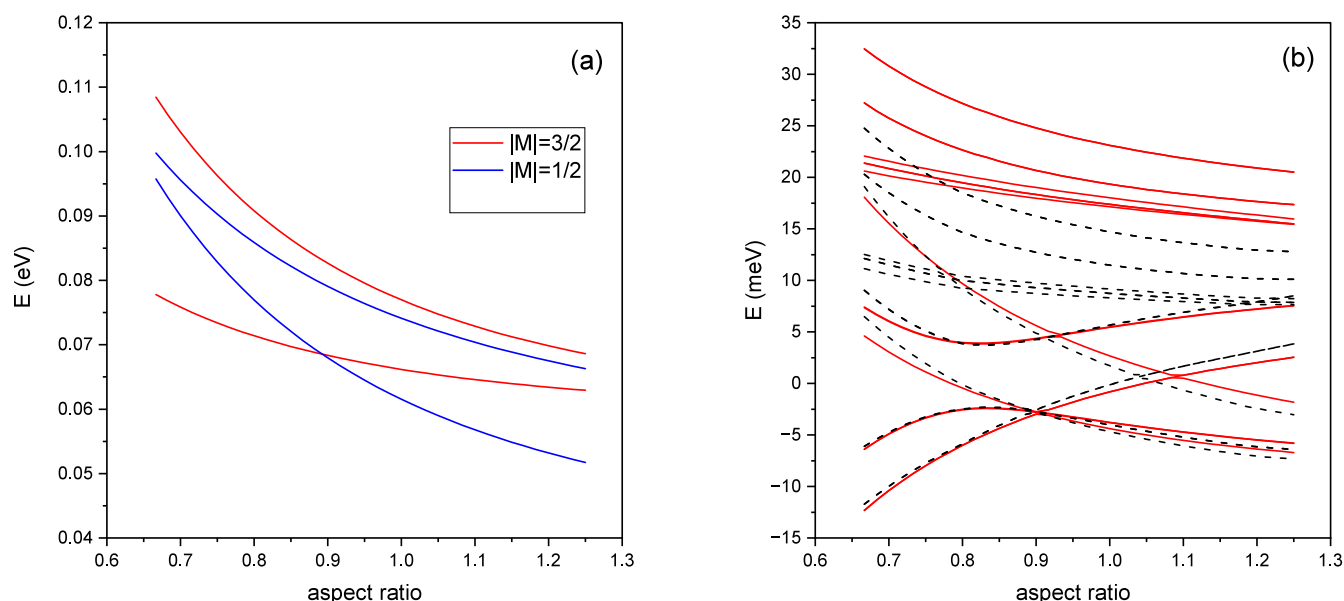 (a)
E (eV)
0.12
0.11
0.10
0.09
0.08
0.07
0.06
0.05
0.04
|M|=3/2
|M|=1/2
0.6 0.7 0.8 0.9 1.0 1.1 1.2 1.3
aspect ratio
(b)
E (meV)
35
30
25
20
15
10
5
0
−5
−10
−15
0.6 0.7 0.8 0.9 1.0 1.1 1.2 1.3
aspect ratio